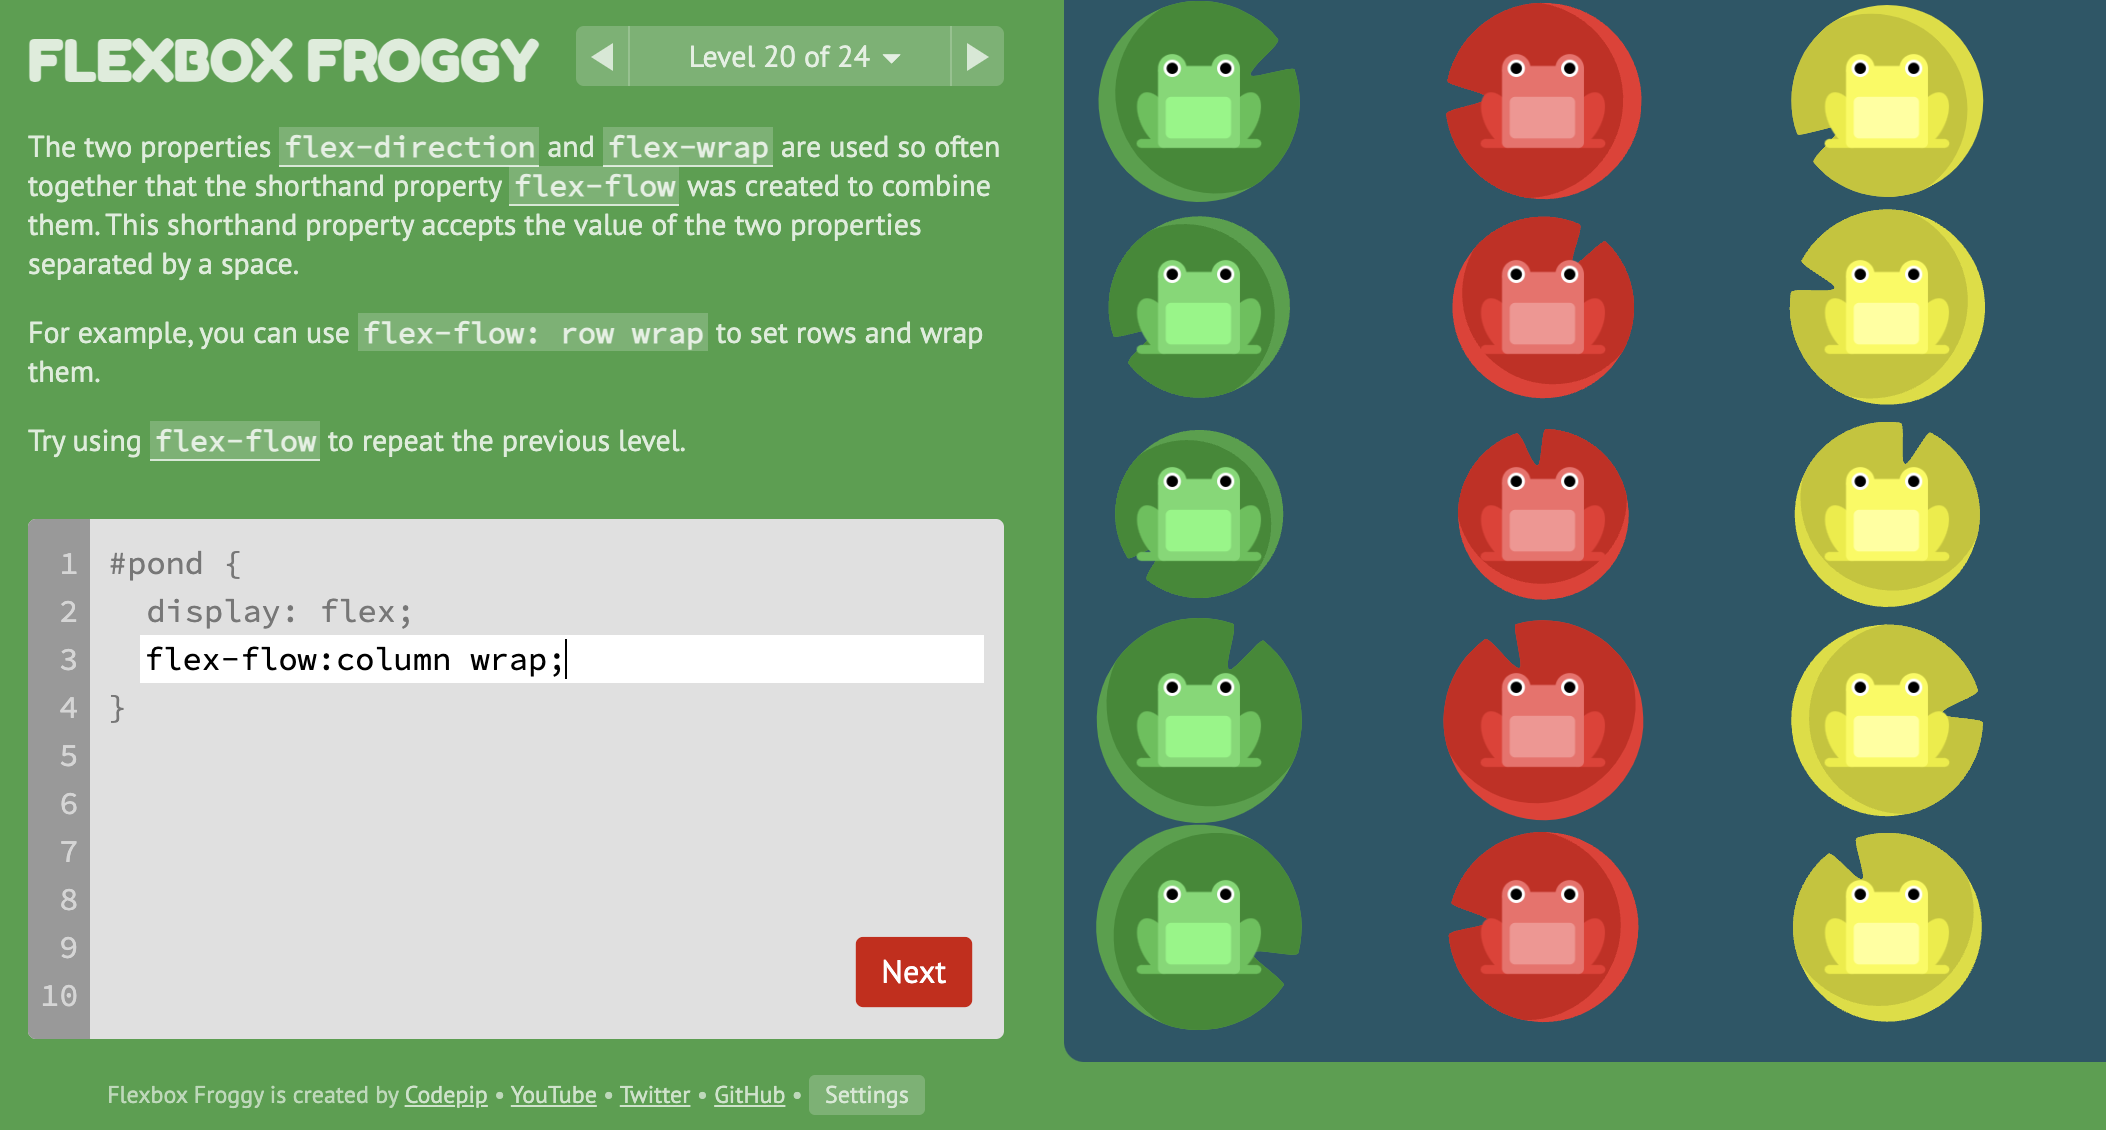 FLEXBOX FROGGY
Level 20 of 24
The two properties flex-direction and flex-wrap are used so often
together that the shorthand property flex-flow was created to combine
them. This shorthand property accepts the value of the two properties
separated by a space.
For example, you can use flex-flow: row wrap to set rows and wrap
them.
Try using flex-flow to repeat the previous level.
1 #pond {
2 display: flex;
3 flex-flow:column wrap;
4 }
5
6
7
8
9
10
Next
Flexbox Froggy is created by Codepip • YouTube • Twitter • GitHub • Settings